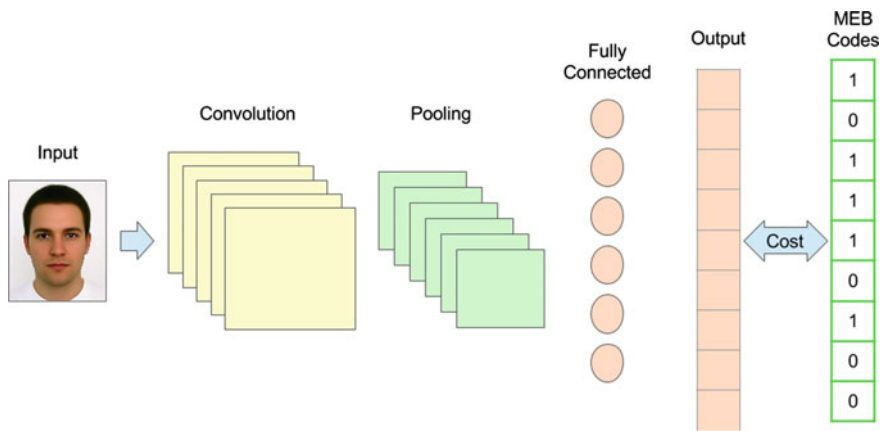 Input
Convolution
Pooling
Fully
Connected
Output
MEB
Codes
Cost
1
0
1
1
1
0
1
0
0